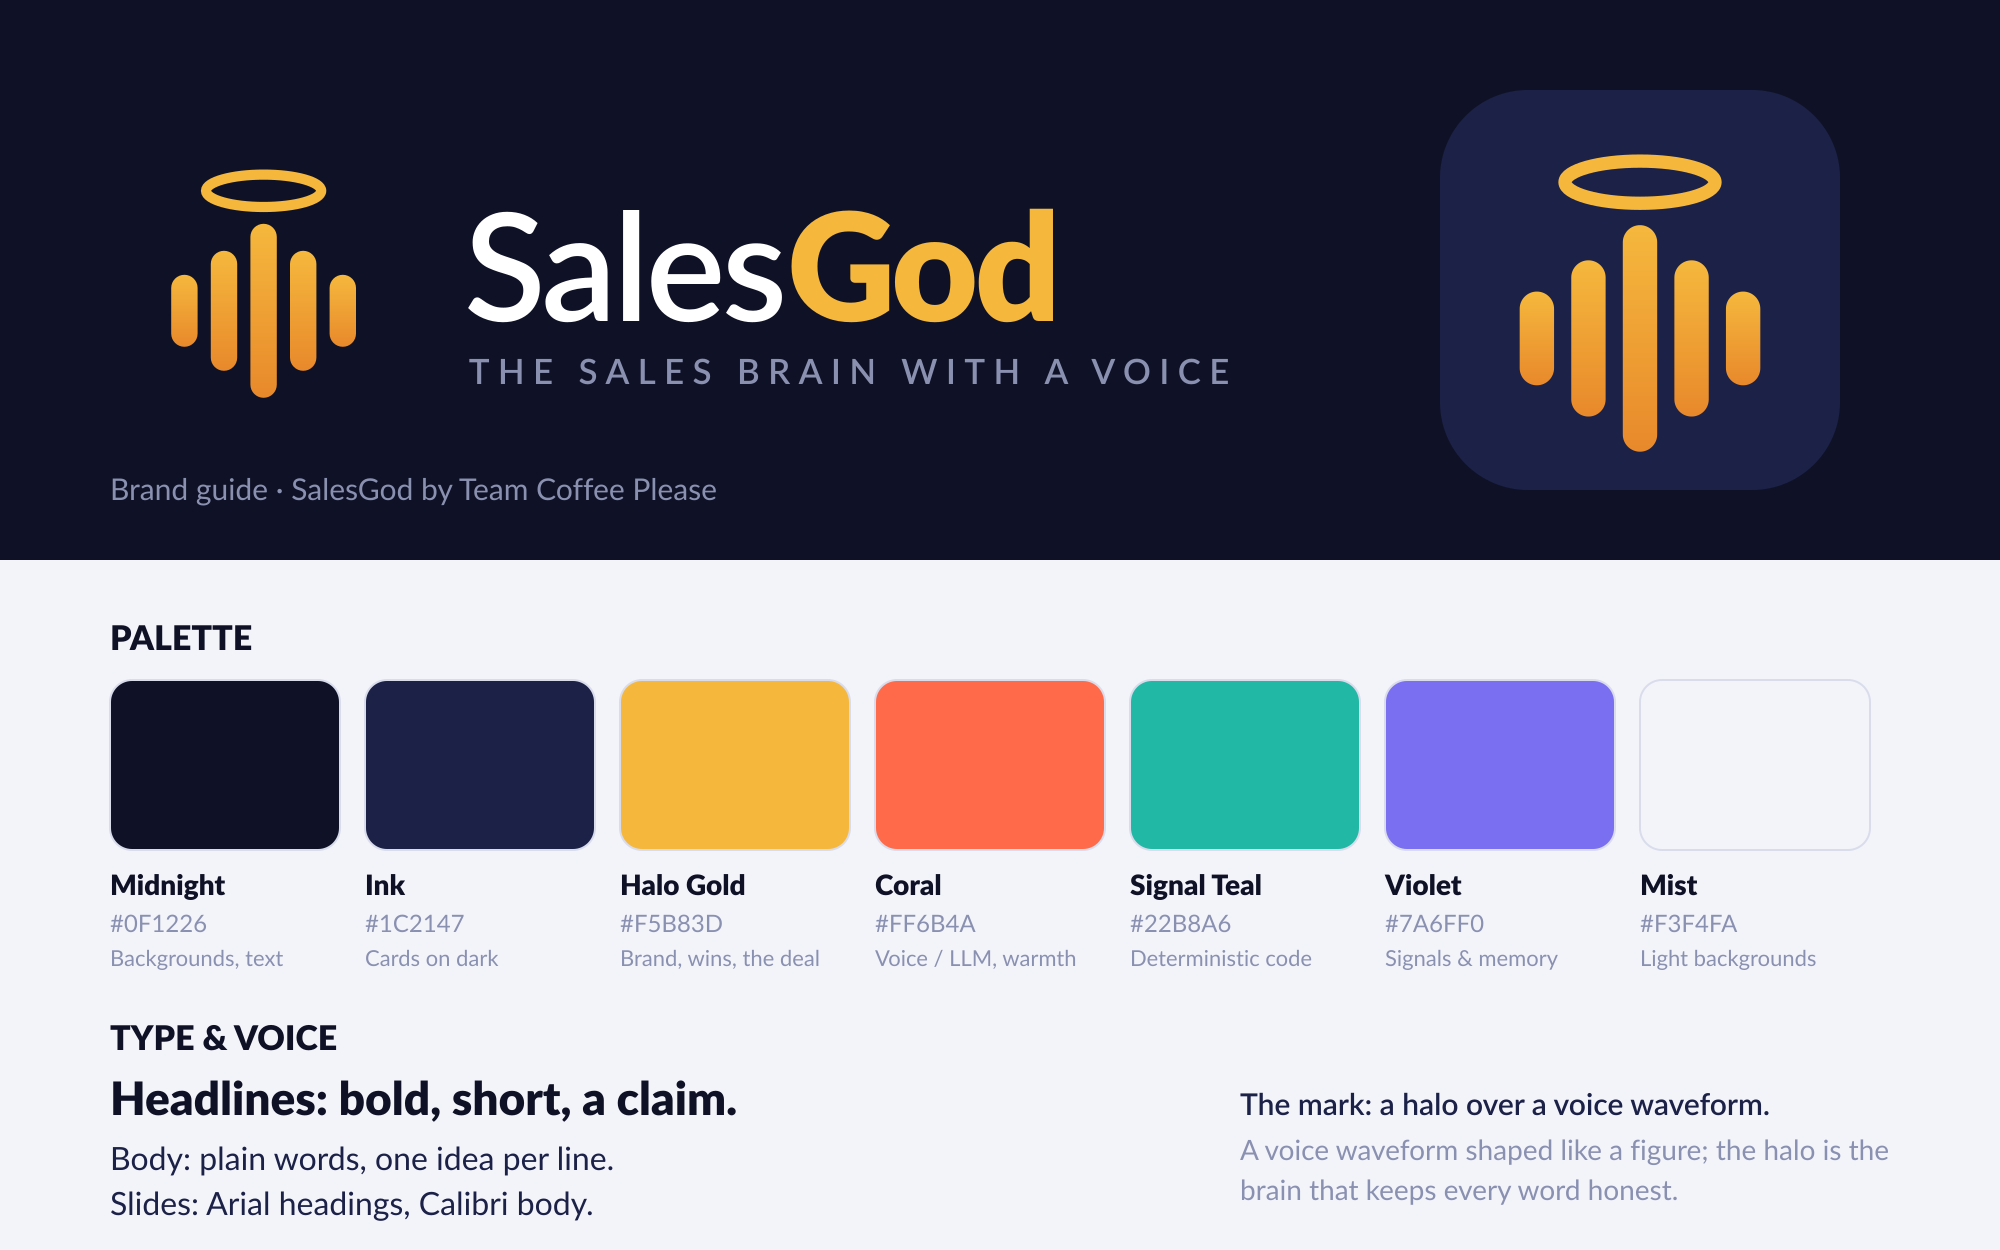 SalesGod
THE SALES BRAIN WITH A VOICE
Brand guide · SalesGod by Team Coffee Please
PALETTE
Midnight
#0F1226
Backgrounds, text
Ink
#1C2147
Cards on dark
Halo Gold
#F5B83D
Brand, wins, the deal
Coral
#FF6B4A
Voice / LLM, warmth
Signal Teal
#22B8A6
Deterministic code
Violet
#7A6FF0
Signals & memory
Mist
#F3F4FA
Light backgrounds
TYPE & VOICE
Headlines: bold, short, a claim.
Body: plain words, one idea per line.
Slides: Arial headings, Calibri body.
The mark: a halo over a voice waveform.
A voice waveform shaped like a figure; the halo is the
brain that keeps every word honest.